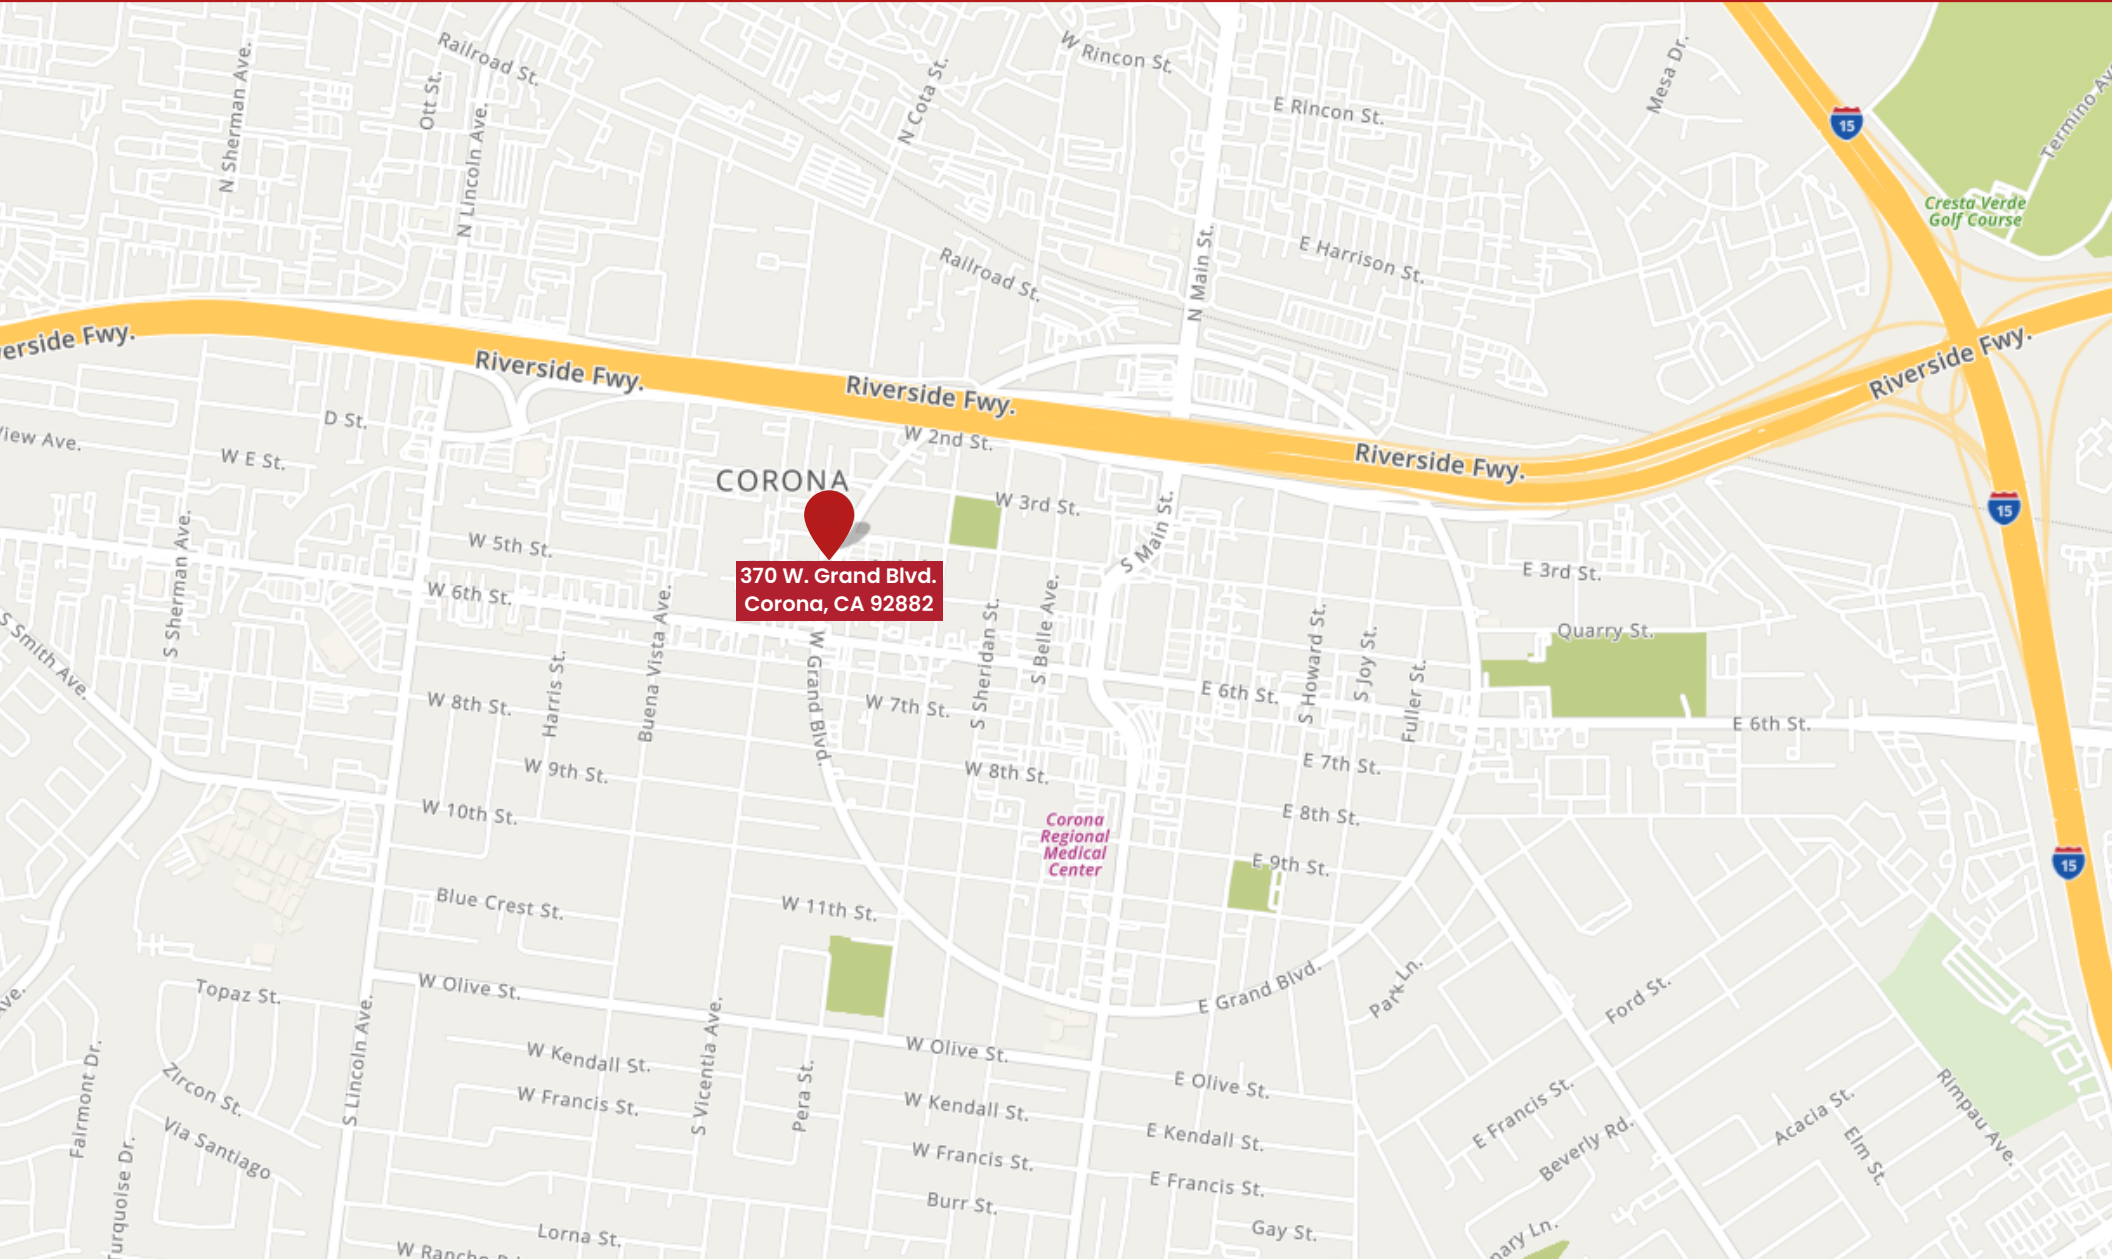 Railroad St.
W Rincon St.
N Sherman Ave.
Ott St.
N Cota St.
Mesa Dr.
E Rincon St.
15
Termino
N Lincoln Ave.
Cresta Verde
Golf Course
Railroad St.
N Main St.
E Harrison St.
Fwy.
Riverside Fwy.
Riverside Fwy.
Riverside Fwy.
Riverside Fwy.
D St.
View Ave.
W E St.
W 2nd St.
CORONA
W 3rd St.
15
S Main St.
W 5th St.
S Sherman Ave.
E 3rd St.
370 W. Grand Blvd.
Corona, CA 92882
W 6th St.
S Smith Ave.
Buena Vista Ave.
S Sheridan St.
S Belle Ave.
S Howard St.
S Joy St.
Fuller St.
Quarry St.
W Grand Blvd.
Harris St.
W 8th St.
W 7th St.
E 6th St.
E 6th St.
W 9th St.
W 8th St.
E 7th St.
W 10th St.
E 8th St.
Corona
Regional
Medical
Center
E 9th St.
15
Blue Crest St.
W 11th St.
Topaz St.
W Olive St.
E Grand Blvd.
Park Ln.
Ford St.
S Lincoln Ave.
S Vicentia Ave.
W Kendall St.
W Olive St.
Fairmont Dr.
Zircon St.
Pera St.
E Olive St.
W Francis St.
W Kendall St.
E Francis St.
Acacia St.
Rimpau Ave.
Via Santiago
E Kendall St.
Beverly Rd.
Elm St.
Turquoise Dr.
W Francis St.
E Francis St.
Burr St.
Lorna St.
Gay St.
Ln.
W Rancho